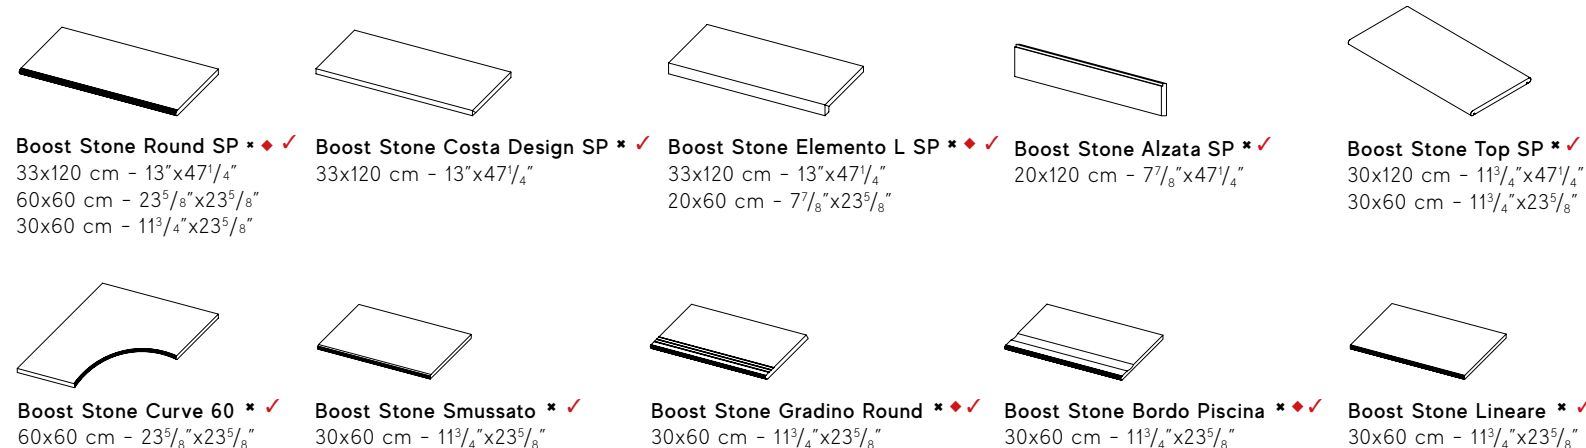 Boost Stone Round SP ✖ ◆ ✓
33x120 cm – 13”x47¹/₄”
60x60 cm – 23⁵/₈”x23⁵/₈”
30x60 cm – 11³/₄”x23⁵/₈”
Boost Stone Costa Design SP ✖ ✓
33x120 cm – 13”x47¹/₄”
Boost Stone Elemento L SP ✖ ◆ ✓
33x120 cm – 13”x47¹/₄”
20x60 cm – 7⁷/₈”x23⁵/₈”
Boost Stone Alzata SP ✖ ✓
20x120 cm – 7⁷/₈”x47¹/₄”
Boost Stone Top SP ✖ ✓
30x120 cm – 11³/₄”x47¹/₄”
30x60 cm – 11³/₄”x23⁵/₈”
Boost Stone Curve 60 ✖ ✓
60x60 cm – 23⁵/₈”x23⁵/₈”
Boost Stone Smussato ✖ ✓
30x60 cm – 11³/₄”x23⁵/₈”
Boost Stone Gradino Round ✖ ◆ ✓
30x60 cm – 11³/₄”x23⁵/₈”
Boost Stone Bordo Piscina ✖ ◆ ✓
30x60 cm – 11³/₄”x23⁵/₈”
Boost Stone Lineare ✖ ✓
30x60 cm – 11³/₄”x23⁵/₈”